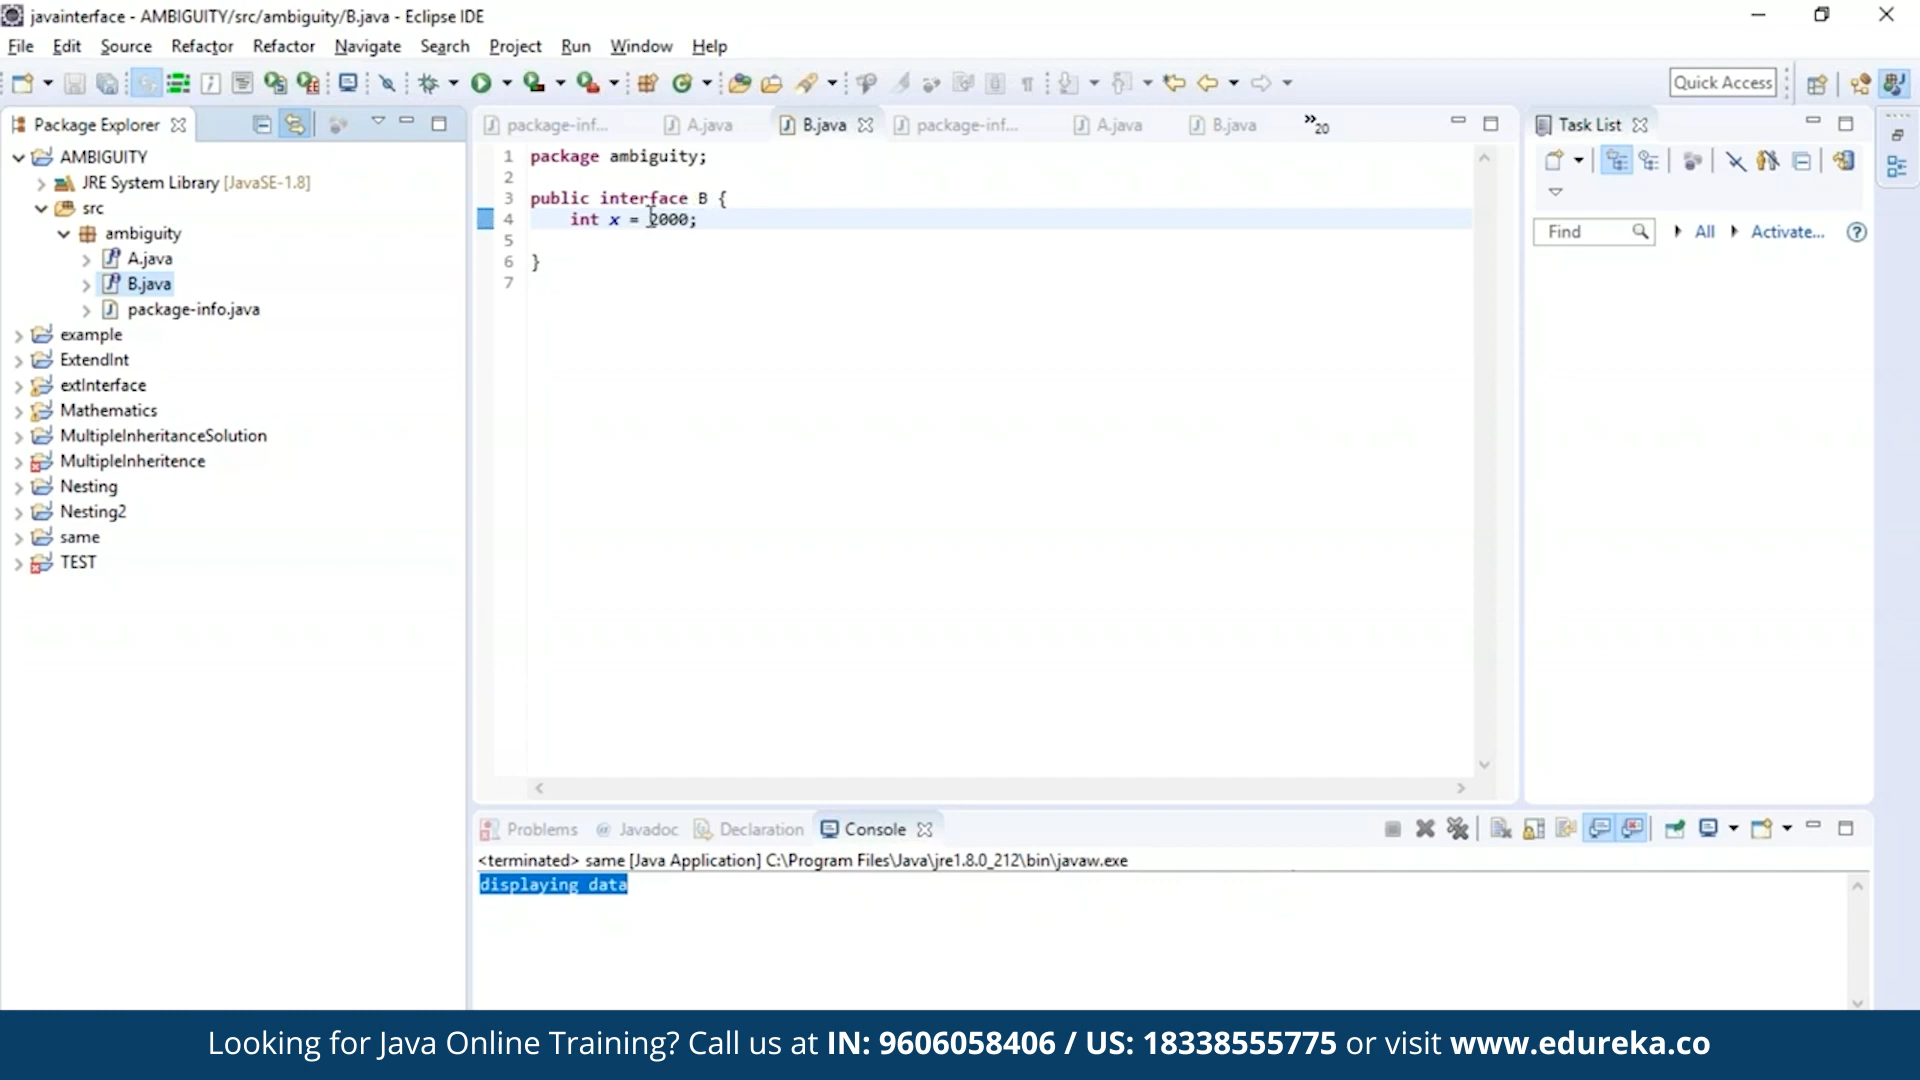 javainterface - AMBIGUITY/src/ambiguity/B.java - Eclipse IDE
File Edit Source Refactor Refactor Navigate Search Project Run Window Help
Quick Access
Package Explorer
AMBIGUITY
JRE System Library [JavaSE-1.8]
src
ambiguity
A.java
B.java
package-info.java
example
ExtendInt
extInterface
Mathematics
MultipleInheritanceSolution
MultipleInheritence
Nesting
Nesting2
same
TEST
package-inf... A.java B.java package-inf... A.java B.java »20
1 package ambiguity;
2
3 public interface B {
4 int x = 2000;
5
6 }
7
Task List
Find All Activate...
Problems @ Javadoc Declaration Console
<terminated> same [Java Application] C:\Program Files\Java\jre1.8.0_212\bin\javaw.exe
displaying data
Looking for Java Online Training? Call us at IN: 9606058406 / US: 18338555775 or visit www.edureka.co